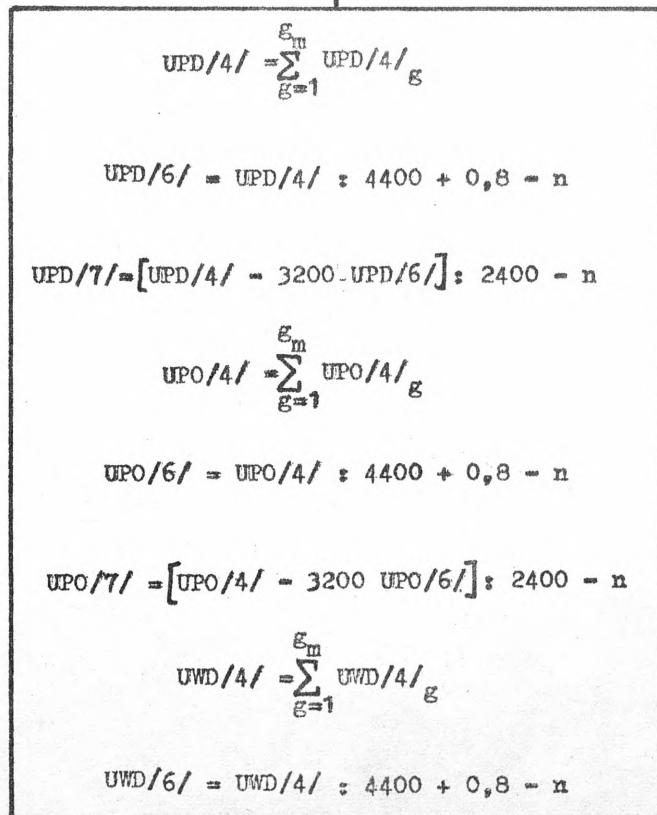 UPD/4/ = g_m ∑ g=1 UPD/4/_g
UPD/6/ = UPD/4/ : 4400 + 0,8 - n
UPD/7/=[UPD/4/ - 3200.UPD/6/]: 2400 - n
UPO/4/ = g_m ∑ g=1 UPO/4/_g
UPO/6/ = UPO/4/ : 4400 + 0,8 - n
UPO/7/ =[UPO/4/ - 3200 UPO/6/]: 2400 - n
UWD/4/ = g_m ∑ g=1 UWD/4/_g
UWD/6/ = UWD/4/ : 4400 + 0,8 - n